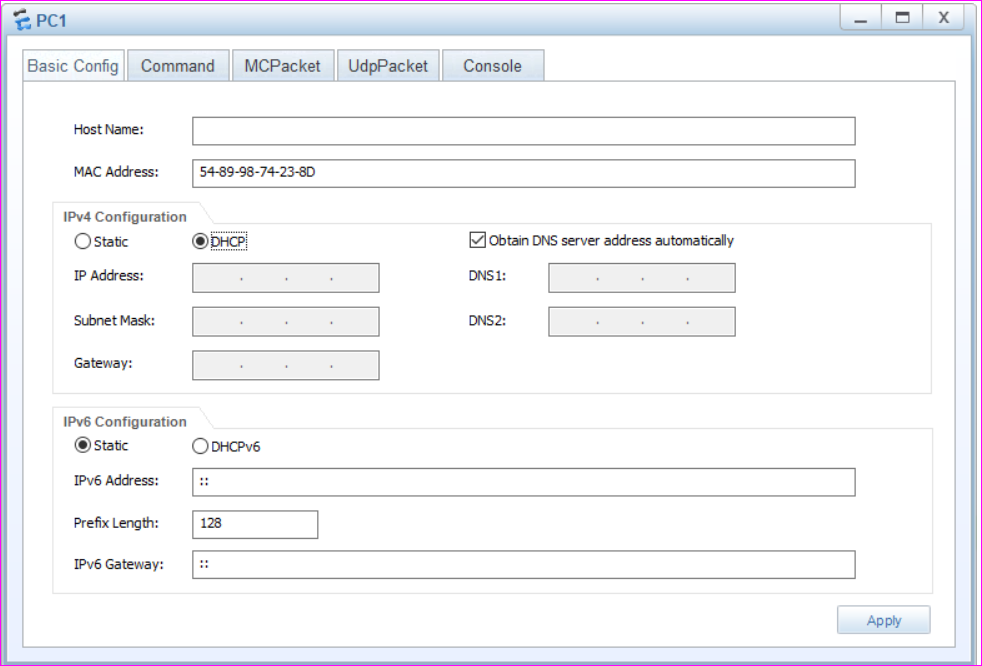 PC1
Basic Config Command MCPacket UdpPacket Console
Host Name:
MAC Address: 54-89-98-74-23-8D
IPv4 Configuration
Static DHCP Obtain DNS server address automatically
IP Address: . . . DNS1: . . .
Subnet Mask: . . . DNS2: . . .
Gateway: . . .
IPv6 Configuration
Static DHCPv6
IPv6 Address: ::
Prefix Length: 128
IPv6 Gateway: ::
Apply